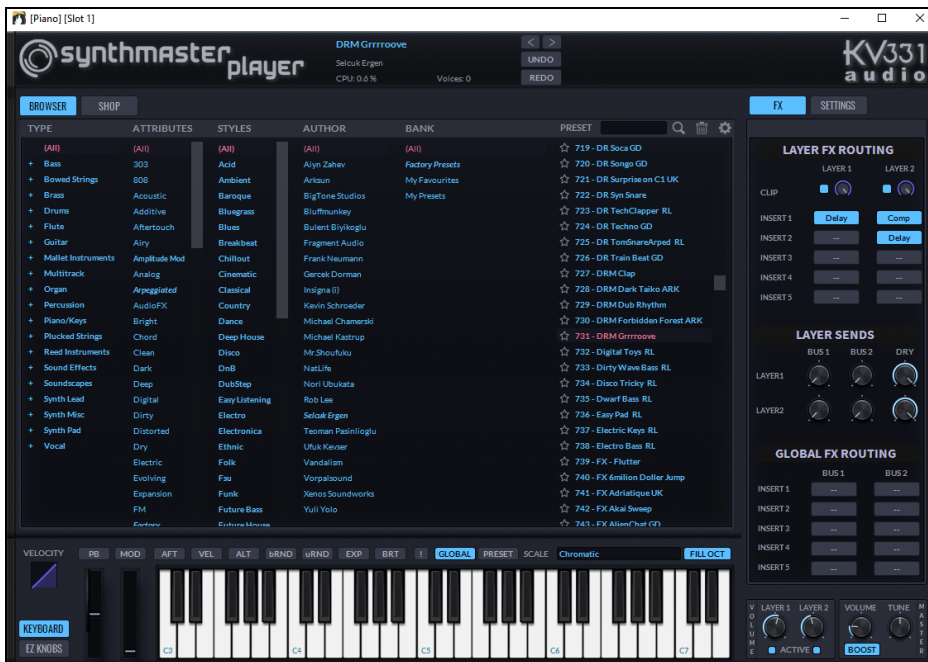 [Piano] [Slot 1]
synthmaster player
DRM Grrrroove
Selcuk Ergen
CPU: 0.6 %
Voices: 0
< >
UNDO
REDO
KV331
audio
BROWSER
SHOP
TYPE
(All)
+ Bass
+ Bowed Strings
+ Brass
+ Drums
+ Flute
+ Guitar
+ Mallet Instruments
+ Multitrack
+ Organ
+ Percussion
+ Piano/Keys
+ Plucked Strings
+ Reed Instruments
+ Sound Effects
+ Soundscapes
+ Synth Lead
+ Synth Misc
+ Synth Pad
+ Vocal
ATTRIBUTES
(All)
303
808
Acoustic
Additive
Aftertouch
Airy
Amplitude Mod
Analog
Arpeggiated
AudioFX
Bright
Chord
Clean
Dark
Deep
Digital
Dirty
Distorted
Dry
Electric
Evolving
Expansion
FM
Factory
STYLES
(All)
Acid
Ambient
Baroque
Bluegrass
Blues
Breakbeat
Chillout
Cinematic
Classical
Country
Dance
Deep House
Disco
DnB
DubStep
Easy Listening
Electro
Electronica
Ethnic
Folk
Fsu
Funk
Future Bass
Future House
AUTHOR
(All)
Aiyn Zahev
Arksun
BigTone Studios
Bluffmunkey
Bulent Biyikoglu
Fragment Audio
Frank Neumann
Gercek Dorman
Insigna (i)
Kevin Schroeder
Michael Chamerski
Michael Kastrup
Mr.Shoufuku
NatLife
Nori Ubukata
Rob Lee
Selcuk Ergen
Teoman Pasinlioglu
Ufuk Kevser
Vandalism
Vorpalsound
Xenos Soundworks
Yuli Yolo
BANK
(All)
Factory Presets
My Favourites
My Presets
PRESET
719 - DR Soca GD
720 - DR Songo GD
721 - DR Surprise on C1 UK
722 - DR Syn Snare
723 - DR TechClapper RL
724 - DR Techno GD
725 - DR TomSnareArped RL
726 - DR Train Beat GD
727 - DRM Clap
728 - DRM Dark Taiko ARK
729 - DRM Dub Rhythm
730 - DRM Forbidden Forest ARK
731 - DRM Grrrroove
732 - Digital Toys RL
733 - Dirty Wave Bass RL
734 - Disco Tricky RL
735 - Dwarf Bass RL
736 - Easy Pad RL
737 - Electric Keys RL
738 - Electro Bass RL
739 - FX - Flutter
740 - FX 6milion Doller Jump
741 - FX Adriatique UK
742 - FX Akai Sweep
743 - FX AlienChat GD
FX
SETTINGS
LAYER FX ROUTING
LAYER 1 LAYER 2
CLIP
INSERT 1 Delay Comp
INSERT 2 -- Delay
INSERT 3 -- --
INSERT 4 -- --
INSERT 5 -- --
LAYER SENDS
BUS 1 BUS 2 DRY
LAYER1
LAYER2
GLOBAL FX ROUTING
BUS 1 BUS 2
INSERT 1 -- --
INSERT 2 -- --
INSERT 3 -- --
INSERT 4 -- --
INSERT 5 -- --
VELOCITY PB MOD AFT VEL ALT bRND uRND EXP BRT ! GLOBAL PRESET SCALE Chromatic FILL OCT
KEYBOARD
EZ KNOBS
C3 C4 C5 C6 C7
VOLUME
LAYER 1 LAYER 2
ACTIVE
VOLUME TUNE
BOOST
MASTER